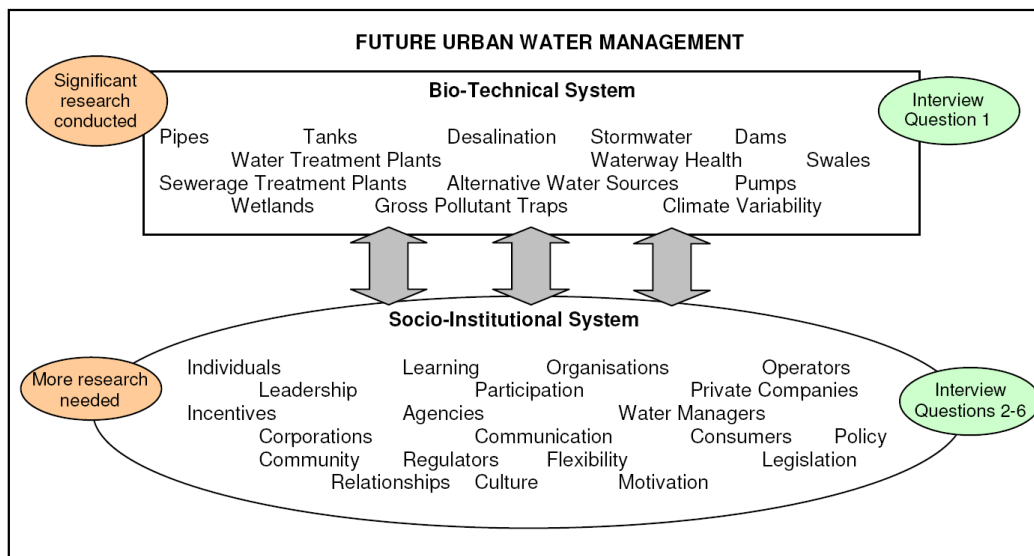 FUTURE URBAN WATER MANAGEMENT
Significant
research
conducted
Bio-Technical System
Interview
Question 1
Pipes Tanks Desalination Stormwater Dams
Water Treatment Plants Waterway Health Swales
Sewerage Treatment Plants Alternative Water Sources Pumps
Wetlands Gross Pollutant Traps Climate Variability
Socio-Institutional System
More research
needed
Individuals Learning Organisations Operators
Leadership Participation Private Companies
Incentives Agencies Water Managers
Corporations Communication Consumers Policy
Community Regulators Flexibility Legislation
Relationships Culture Motivation
Interview
Questions 2-6